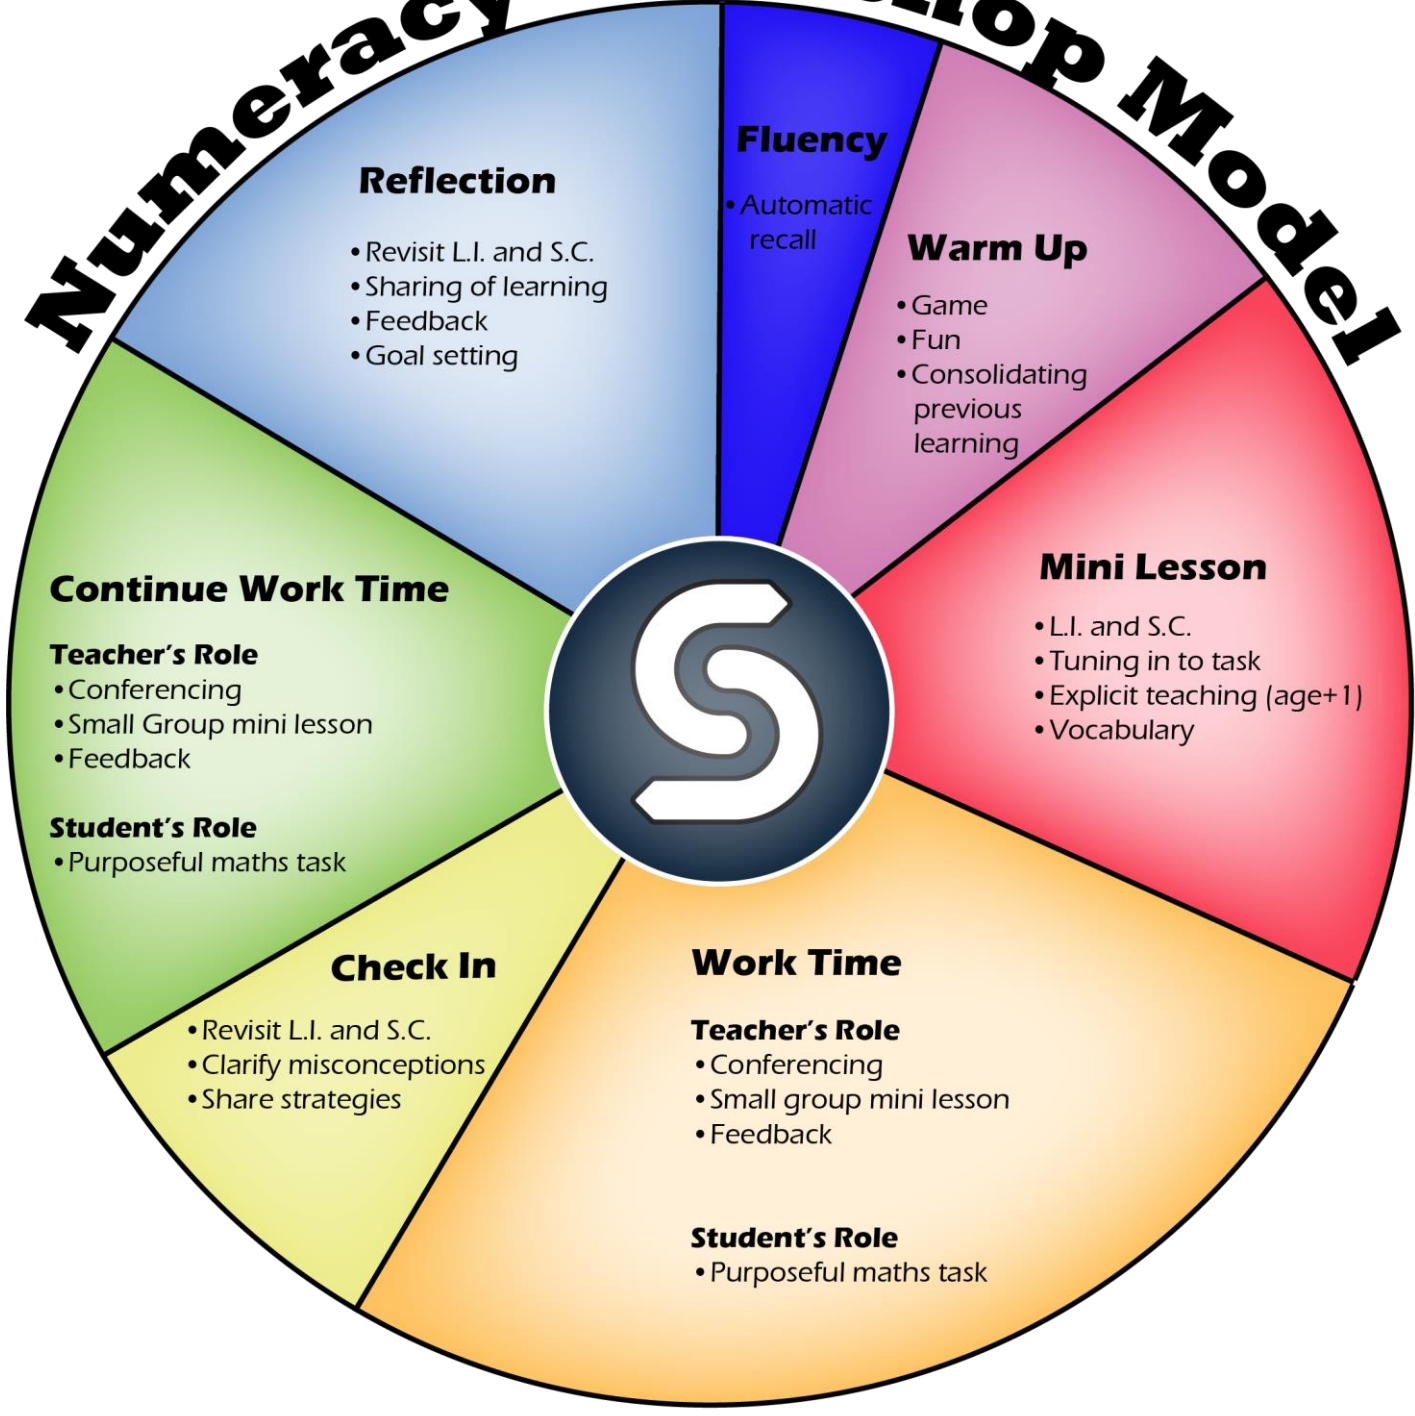 Numeracy
Model
Fluency
• Automatic
recall
Warm Up
• Game
• Fun
• Consolidating
previous
learning
Mini Lesson
• L.I. and S.C.
• Tuning in to task
• Explicit teaching (age+1)
• Vocabulary
Work Time
Teacher's Role
• Conferencing
• Small group mini lesson
• Feedback
Student's Role
• Purposeful maths task
Check In
• Revisit L.I. and S.C.
• Clarify misconceptions
• Share strategies
Continue Work Time
Teacher's Role
• Conferencing
• Small Group mini lesson
• Feedback
Student's Role
• Purposeful maths task
Reflection
• Revisit L.I. and S.C.
• Sharing of learning
• Feedback
• Goal setting
S